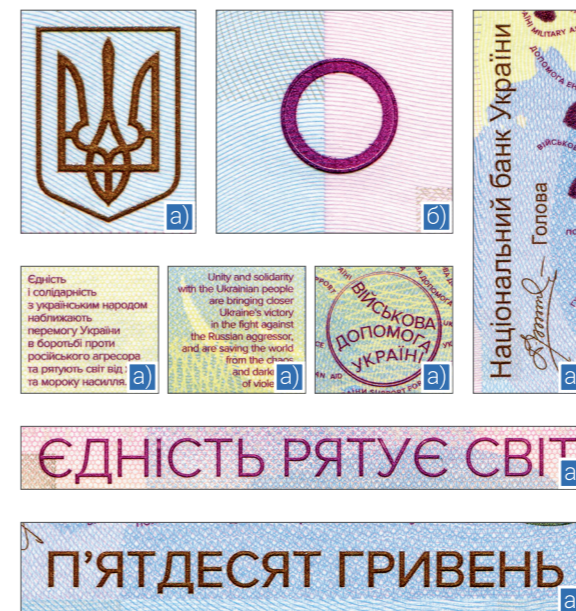 а)
б)
Національний банк України
Голова
Єдність
і солідарність
з українським народом
наближають
перемогу України
в боротьбі проти
російського агресора
та рятують світ від
та мороку насилля.
а)
Unity and solidarity
with the Ukrainian people
are bringing closer
Ukraine's victory
in the fight against
the Russian aggressor,
and are saving the world
from the chaos
and
of
а)
ВІЙСЬКОВА
ДОПОМОГА
УКРАЇНІ
а)
а
ЄДНІСТЬ РЯТУЄ СВІТ
а
П'ЯТДЕСЯТ ГРИВЕНЬ
а